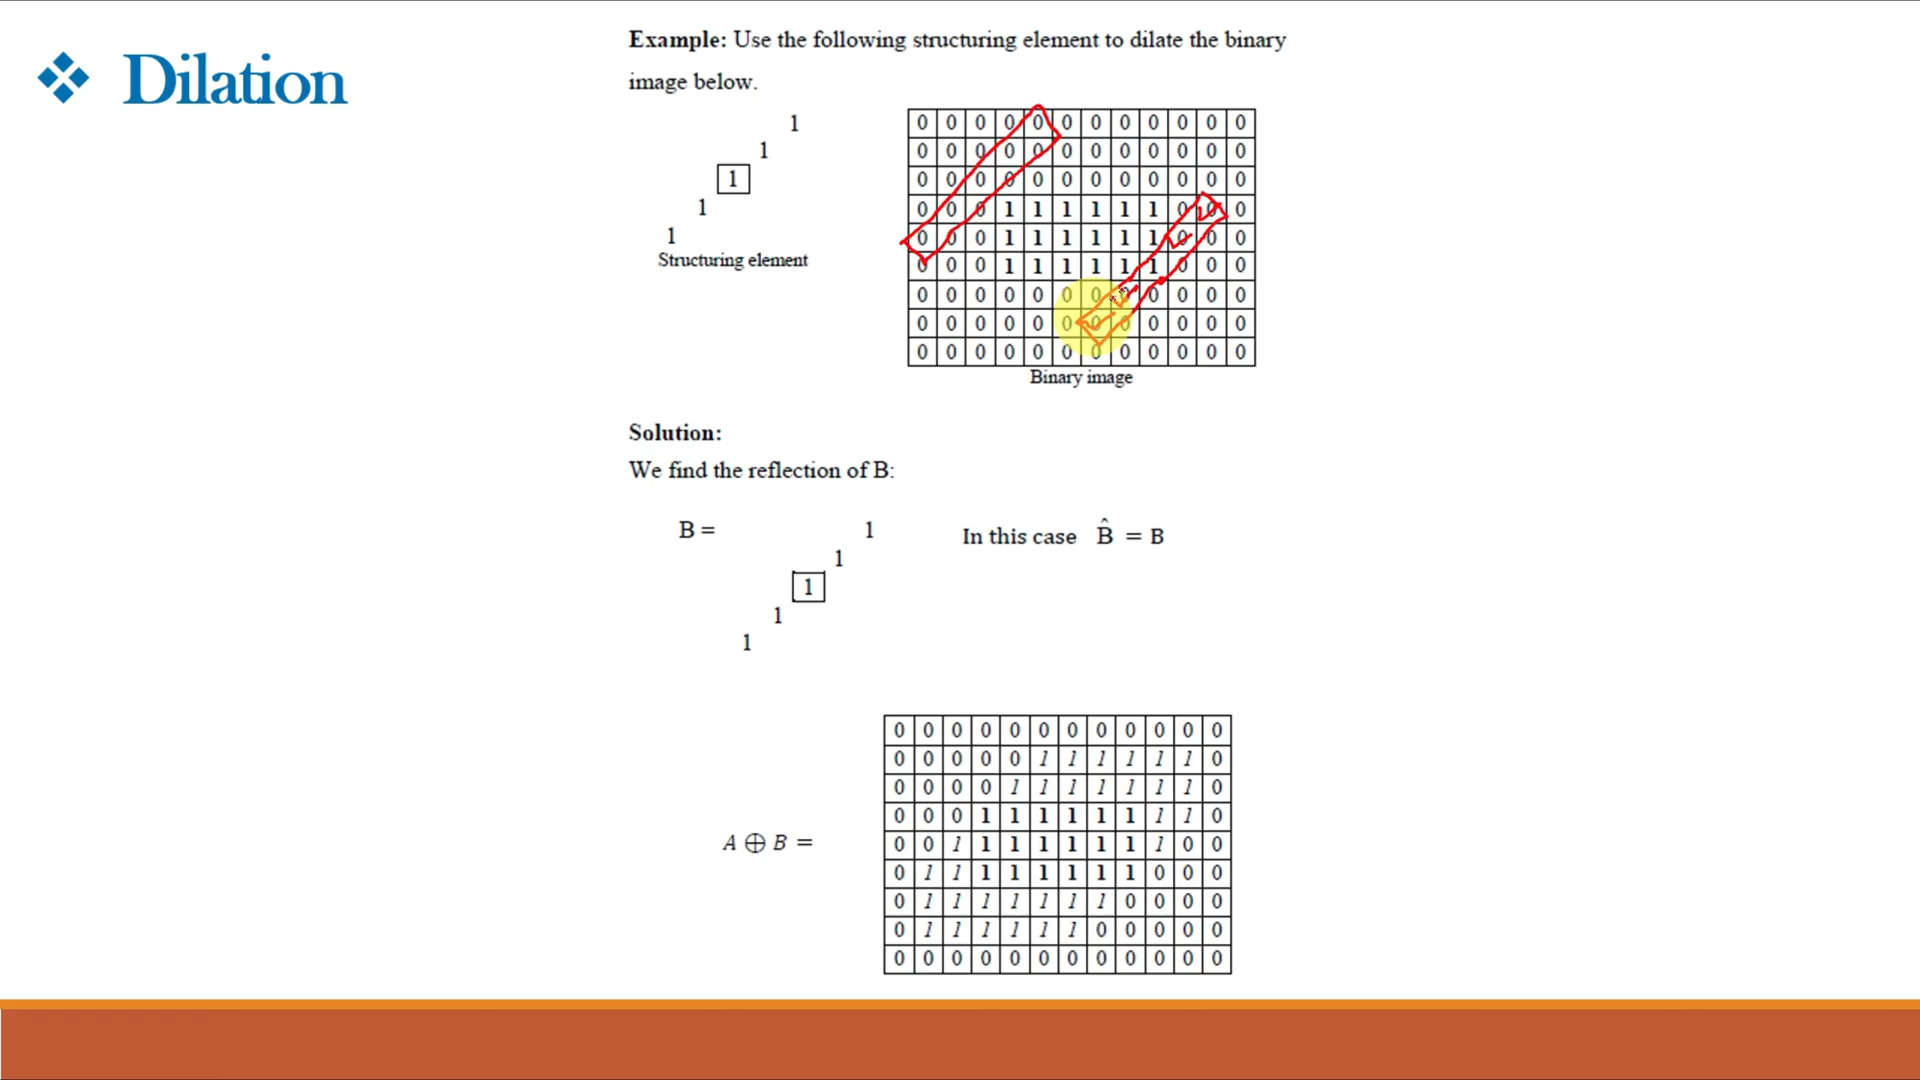 ❖ Dilation
Example: Use the following structuring element to dilate the binary
image below.
1
1
1
1
1
Structuring element
0 0 0 0 0 0 0 0 0 0 0 0
0 0 0 0 0 0 0 0 0 0 0 0
0 0 0 0 0 0 0 0 0 0 0 0
0 0 0 1 1 1 1 1 1 0 0 0
0 0 0 1 1 1 1 1 1 0 0 0
0 0 0 1 1 1 1 1 1 0 0 0
0 0 0 0 0 0 0 0 0 0 0 0
0 0 0 0 0 0 0 0 0 0 0 0
0 0 0 0 0 0 0 0 0 0 0 0
Binary image
Solution:
We find the reflection of B:
B =
1
1
1
1
1
In this case B̂ = B
A ⊕ B =
0 0 0 0 0 0 0 0 0 0 0 0
0 0 0 0 0 1 1 1 1 1 1 0
0 0 0 0 1 1 1 1 1 1 1 0
0 0 0 1 1 1 1 1 1 1 1 0
0 0 1 1 1 1 1 1 1 1 0 0
0 1 1 1 1 1 1 1 1 0 0 0
0 1 1 1 1 1 1 1 0 0 0 0
0 1 1 1 1 1 1 0 0 0 0 0
0 0 0 0 0 0 0 0 0 0 0 0